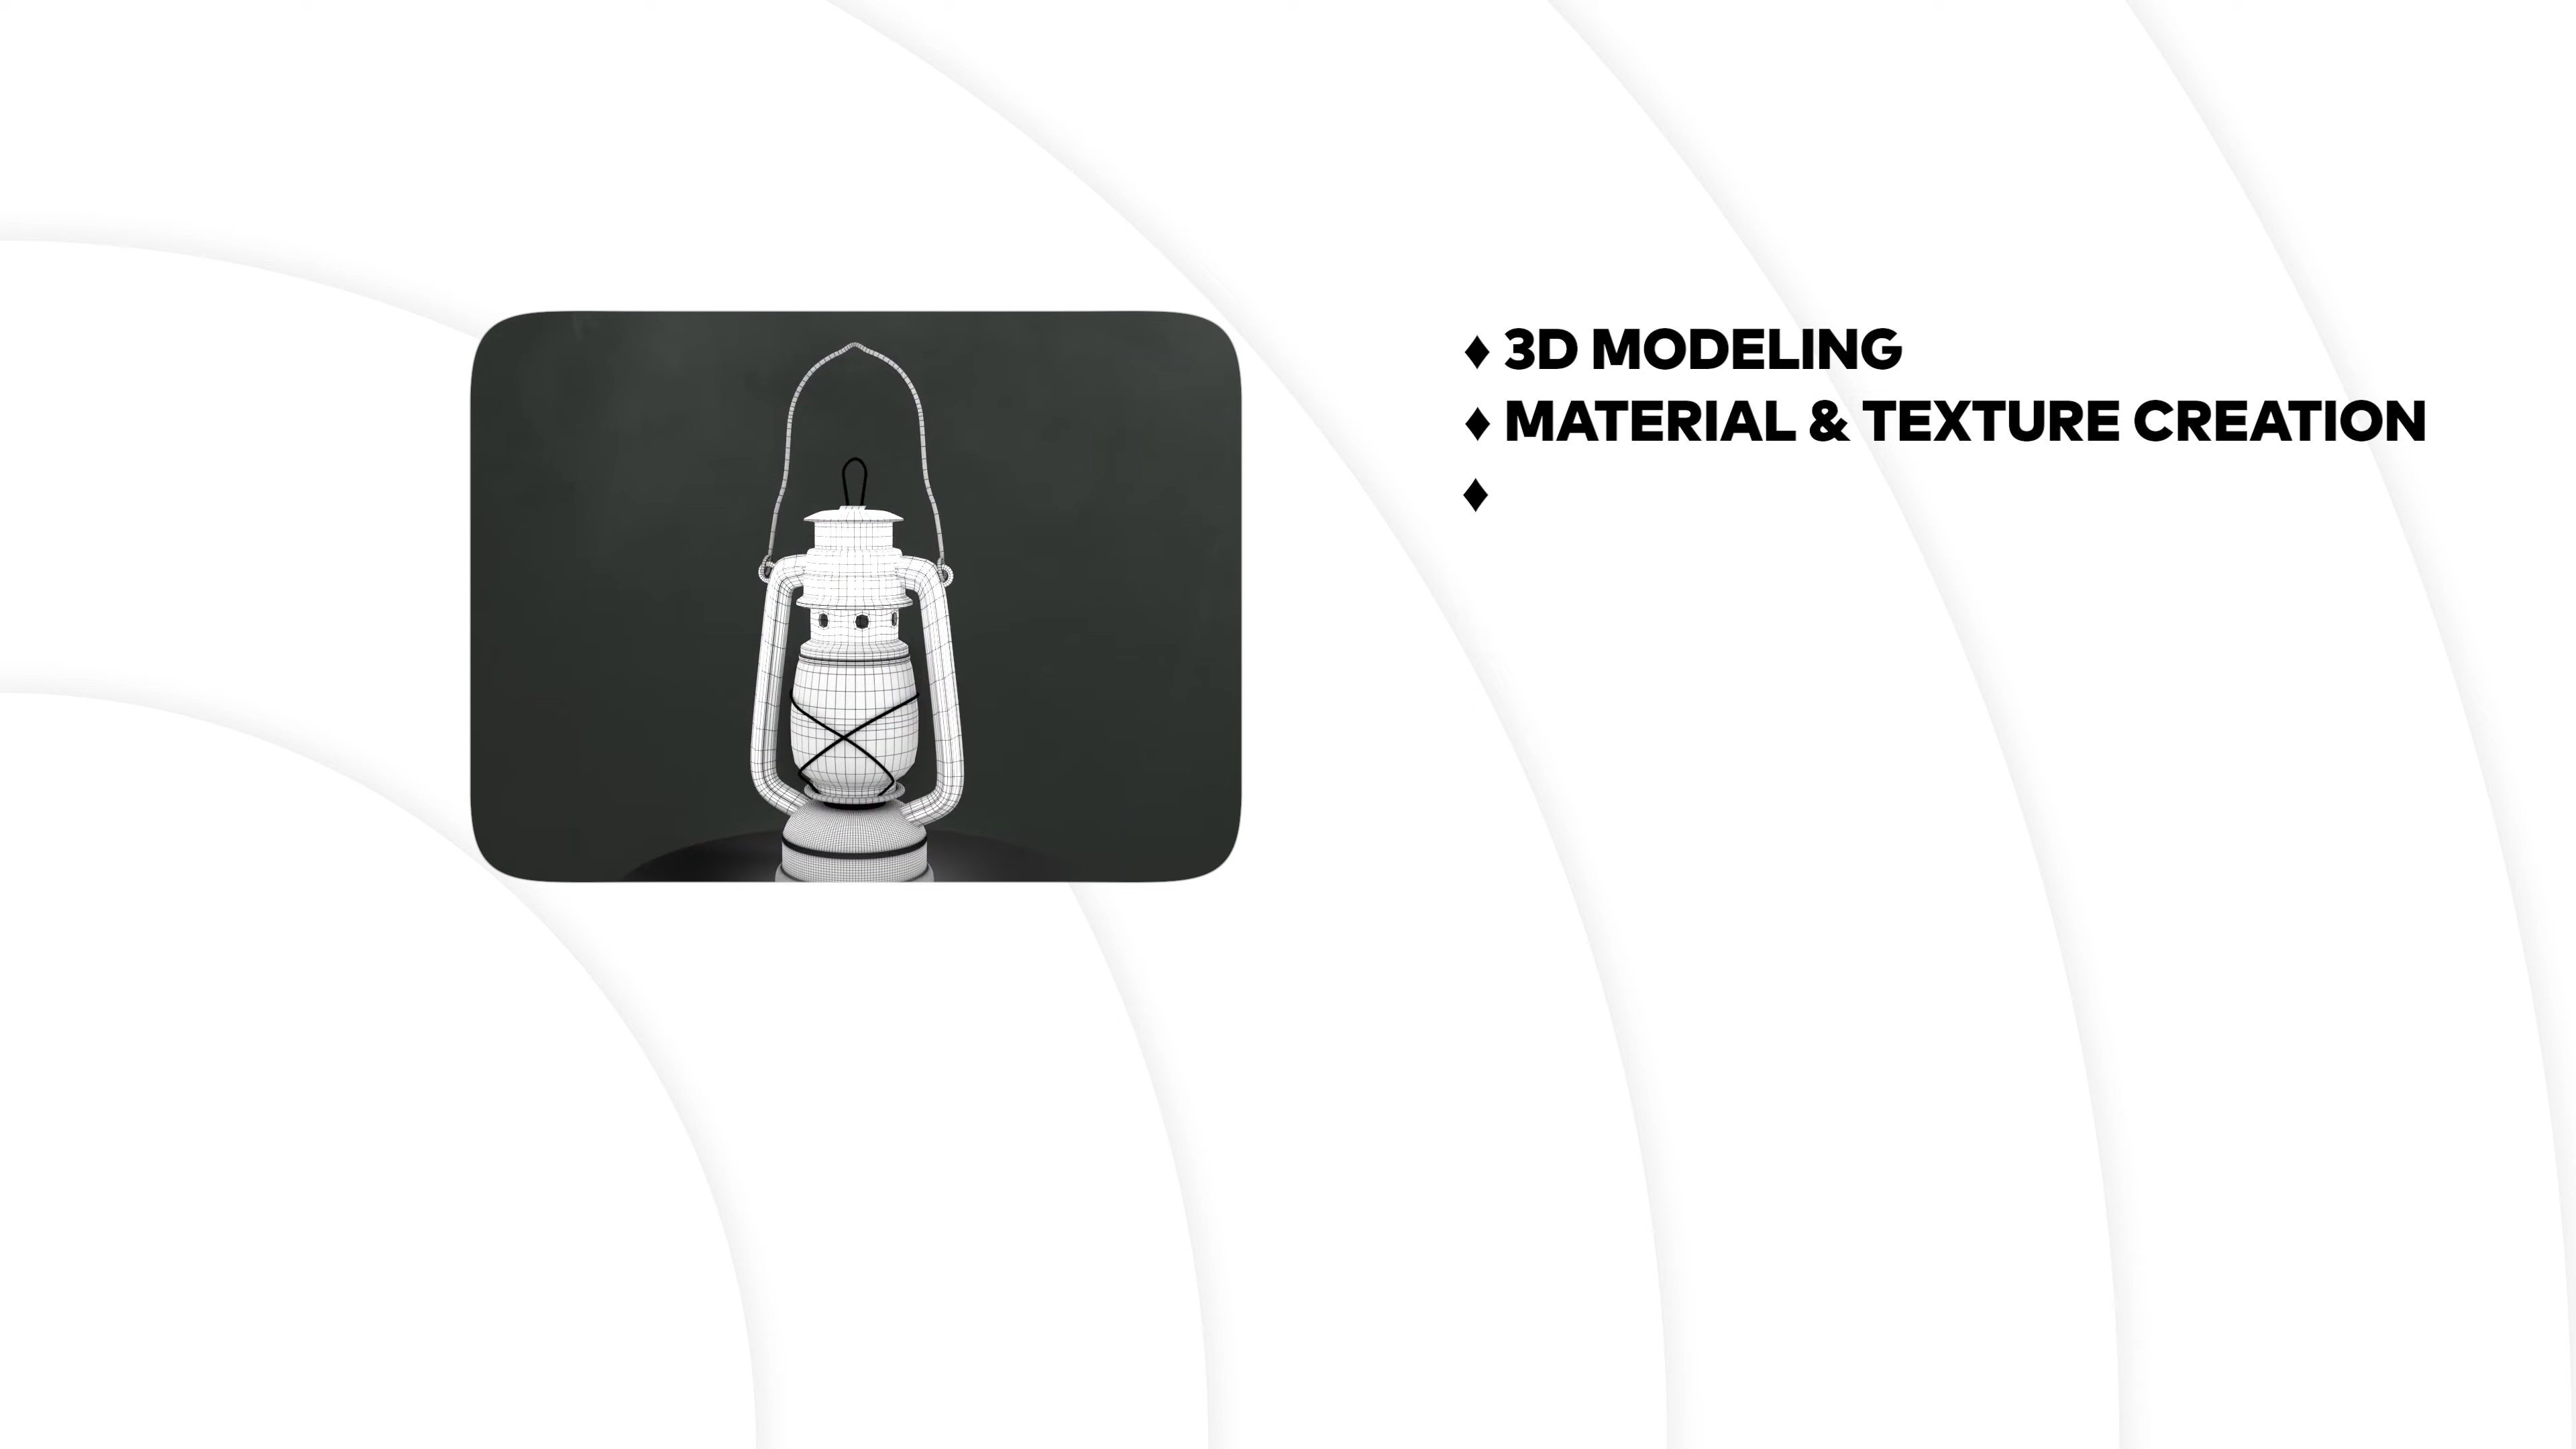 ♦ 3D MODELING
♦ MATERIAL & TEXTURE CREATION
♦